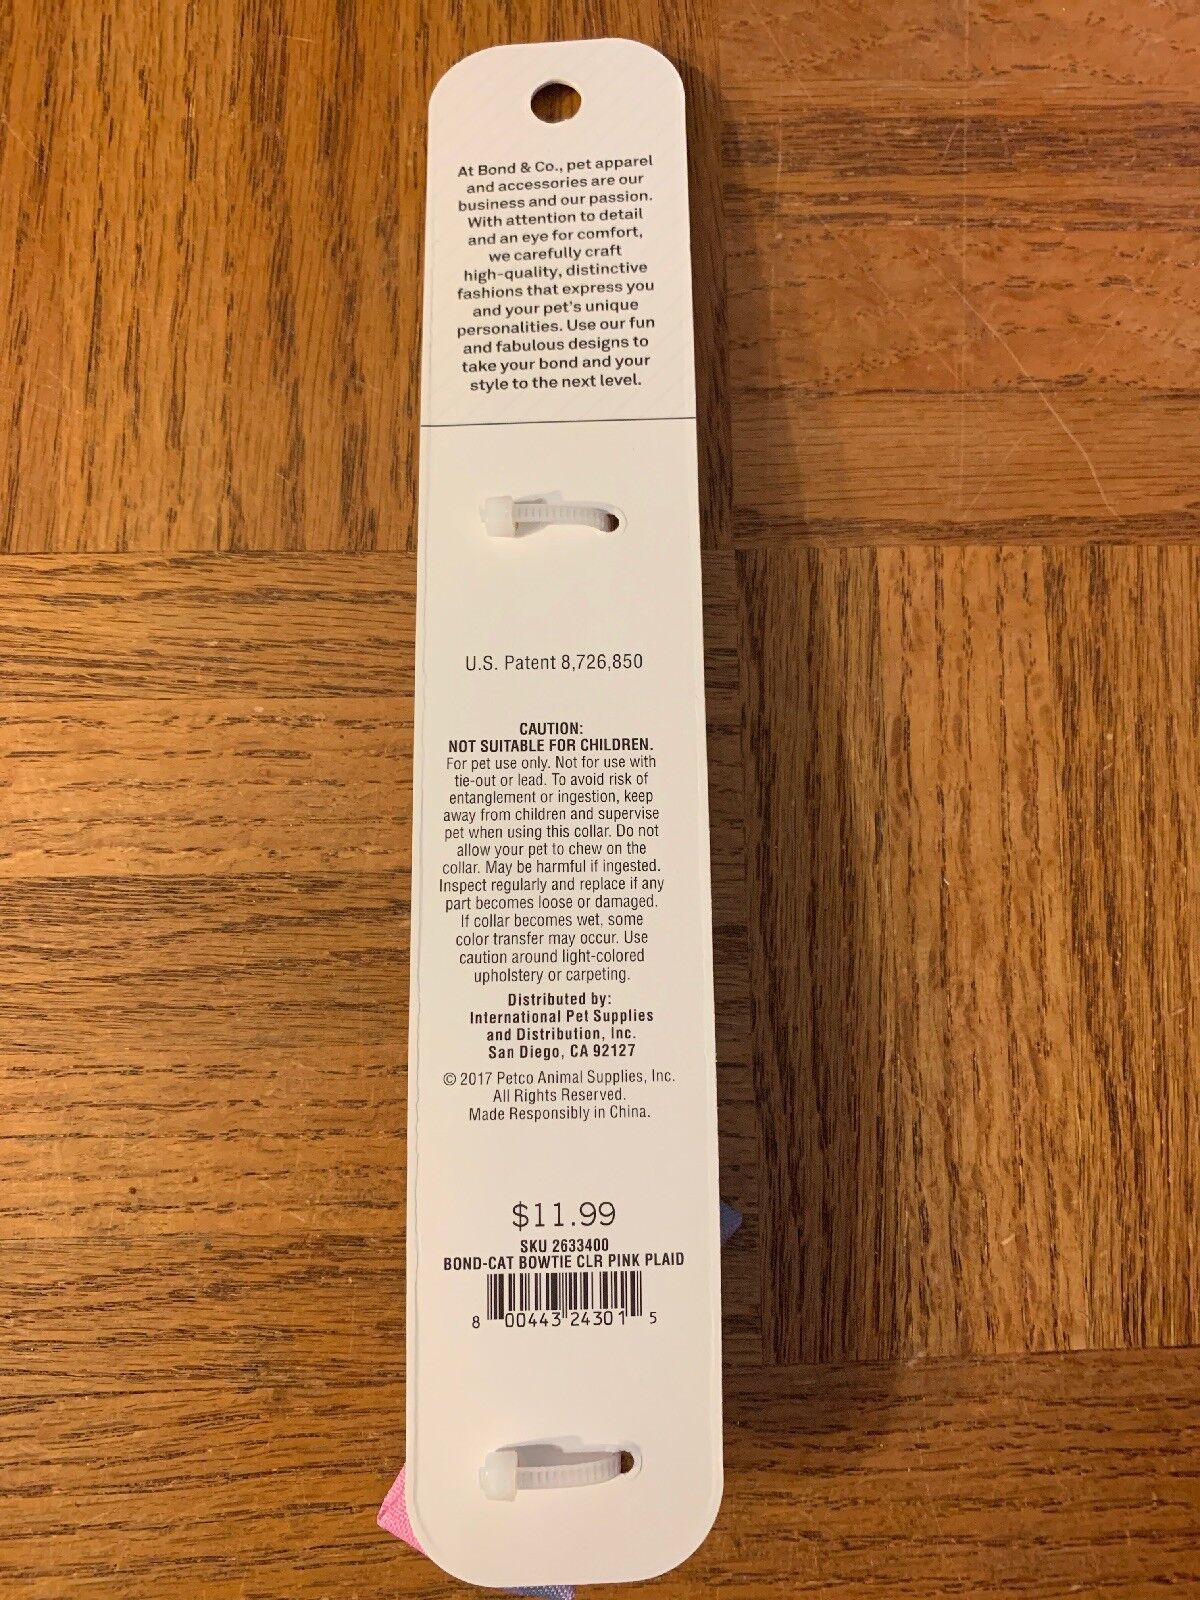 At Bond & Co., pet apparel
and accessories are our
business and our passion.
With attention to detail
and an eye for comfort,
we carefully craft
high-quality, distinctive
fashions that express you
and your pet's unique
personalities. Use our fun
and fabulous designs to
take your bond and your
style to the next level.
U.S. Patent 8,726,850
CAUTION:
NOT SUITABLE FOR CHILDREN.
For pet use only. Not for use with
tie-out or lead. To avoid risk of
entanglement or ingestion, keep
away from children and supervise
pet when using this collar. Do not
allow your pet to chew on the
collar. May be harmful if ingested.
Inspect regularly and replace if any
part becomes loose or damaged.
If collar becomes wet, some
color transfer may occur. Use
caution around light-colored
upholstery or carpeting.
Distributed by:
International Pet Supplies
and Distribution, Inc.
San Diego, CA 92127
© 2017 Petco Animal Supplies, Inc.
All Rights Reserved.
Made Responsibly in China.
$11.99
SKU 2633400
BOND-CAT BOWTIE CLR PINK PLAID
8 00443 24301 5